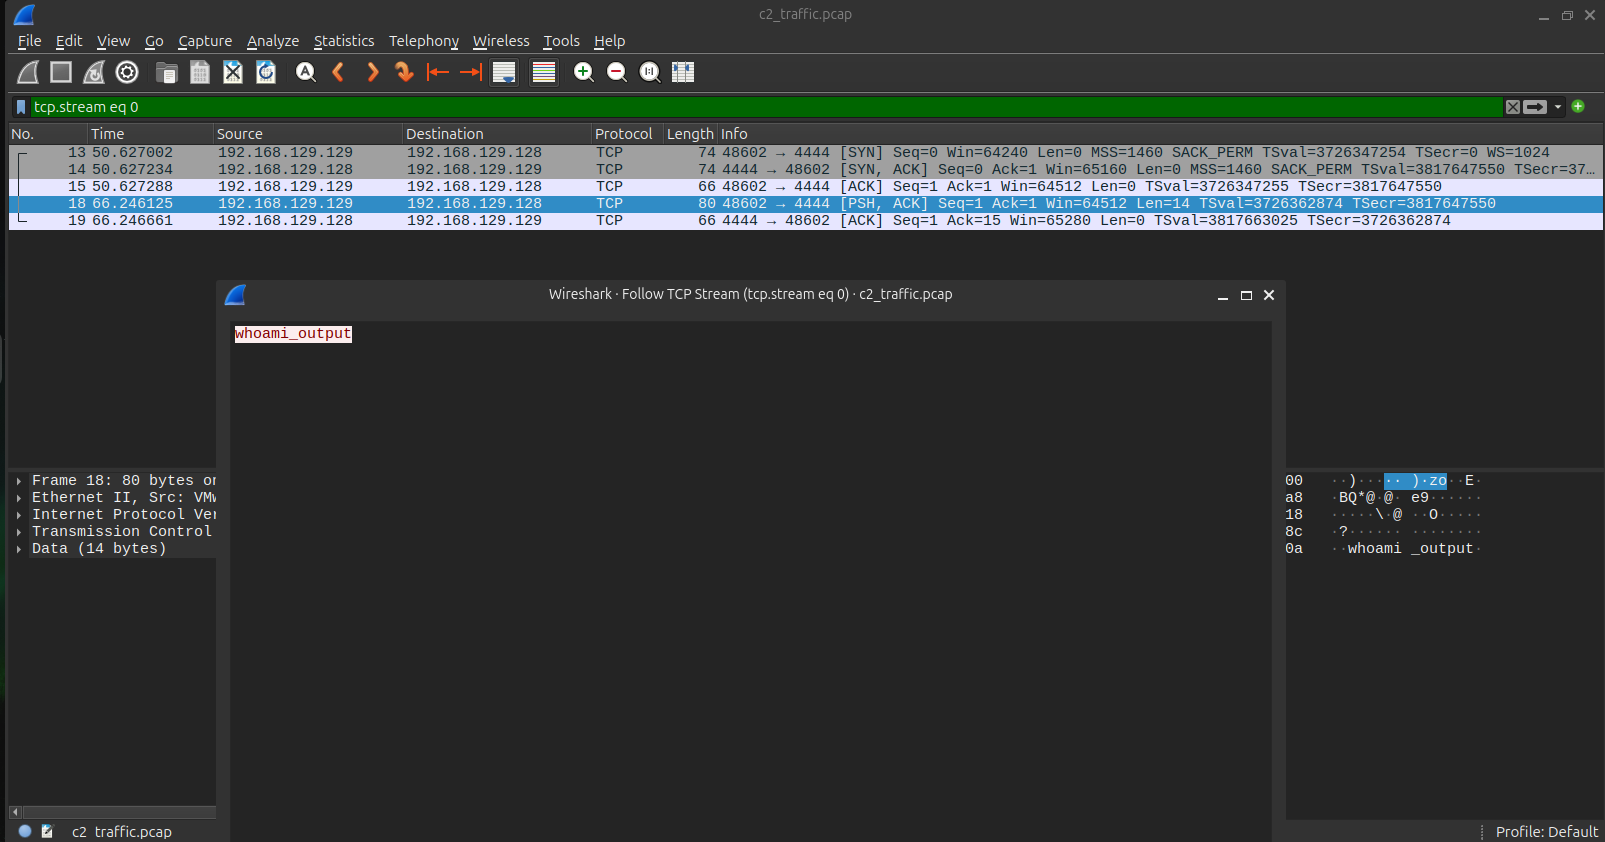 c2_traffic.pcap
File Edit View Go Capture Analyze Statistics Telephony Wireless Tools Help
tcp.stream eq 0
No. Time Source Destination Protocol Length Info
13 50.627002 192.168.129.129 192.168.129.128 TCP 74 48602 → 4444 [SYN] Seq=0 Win=64240 Len=0 MSS=1460 SACK_PERM TSval=3726347254 TSecr=0 WS=1024
14 50.627234 192.168.129.128 192.168.129.129 TCP 74 4444 → 48602 [SYN, ACK] Seq=0 Ack=1 Win=65160 Len=0 MSS=1460 SACK_PERM TSval=3817647550 TSecr=37…
15 50.627288 192.168.129.129 192.168.129.128 TCP 66 48602 → 4444 [ACK] Seq=1 Ack=1 Win=64512 Len=0 TSval=3726347255 TSecr=3817647550
18 66.246125 192.168.129.129 192.168.129.128 TCP 80 48602 → 4444 [PSH, ACK] Seq=1 Ack=1 Win=64512 Len=14 TSval=3726362874 TSecr=3817647550
19 66.246661 192.168.129.128 192.168.129.129 TCP 66 4444 → 48602 [ACK] Seq=1 Ack=15 Win=65280 Len=0 TSval=3817663025 TSecr=3726362874
Wireshark · Follow TCP Stream (tcp.stream eq 0) · c2_traffic.pcap
whoami_output
Frame 18: 80 bytes on
Ethernet II, Src: VMw
Internet Protocol Ver
Transmission Control
Data (14 bytes)
00 ··)··· ·· )·zo ··E·
a8 ·BQ*@·@· e9······
18 ·····\·@ ··O·····
8c ?······ ········
0a ··whoami _output·
c2_traffic.pcap
Profile: Default